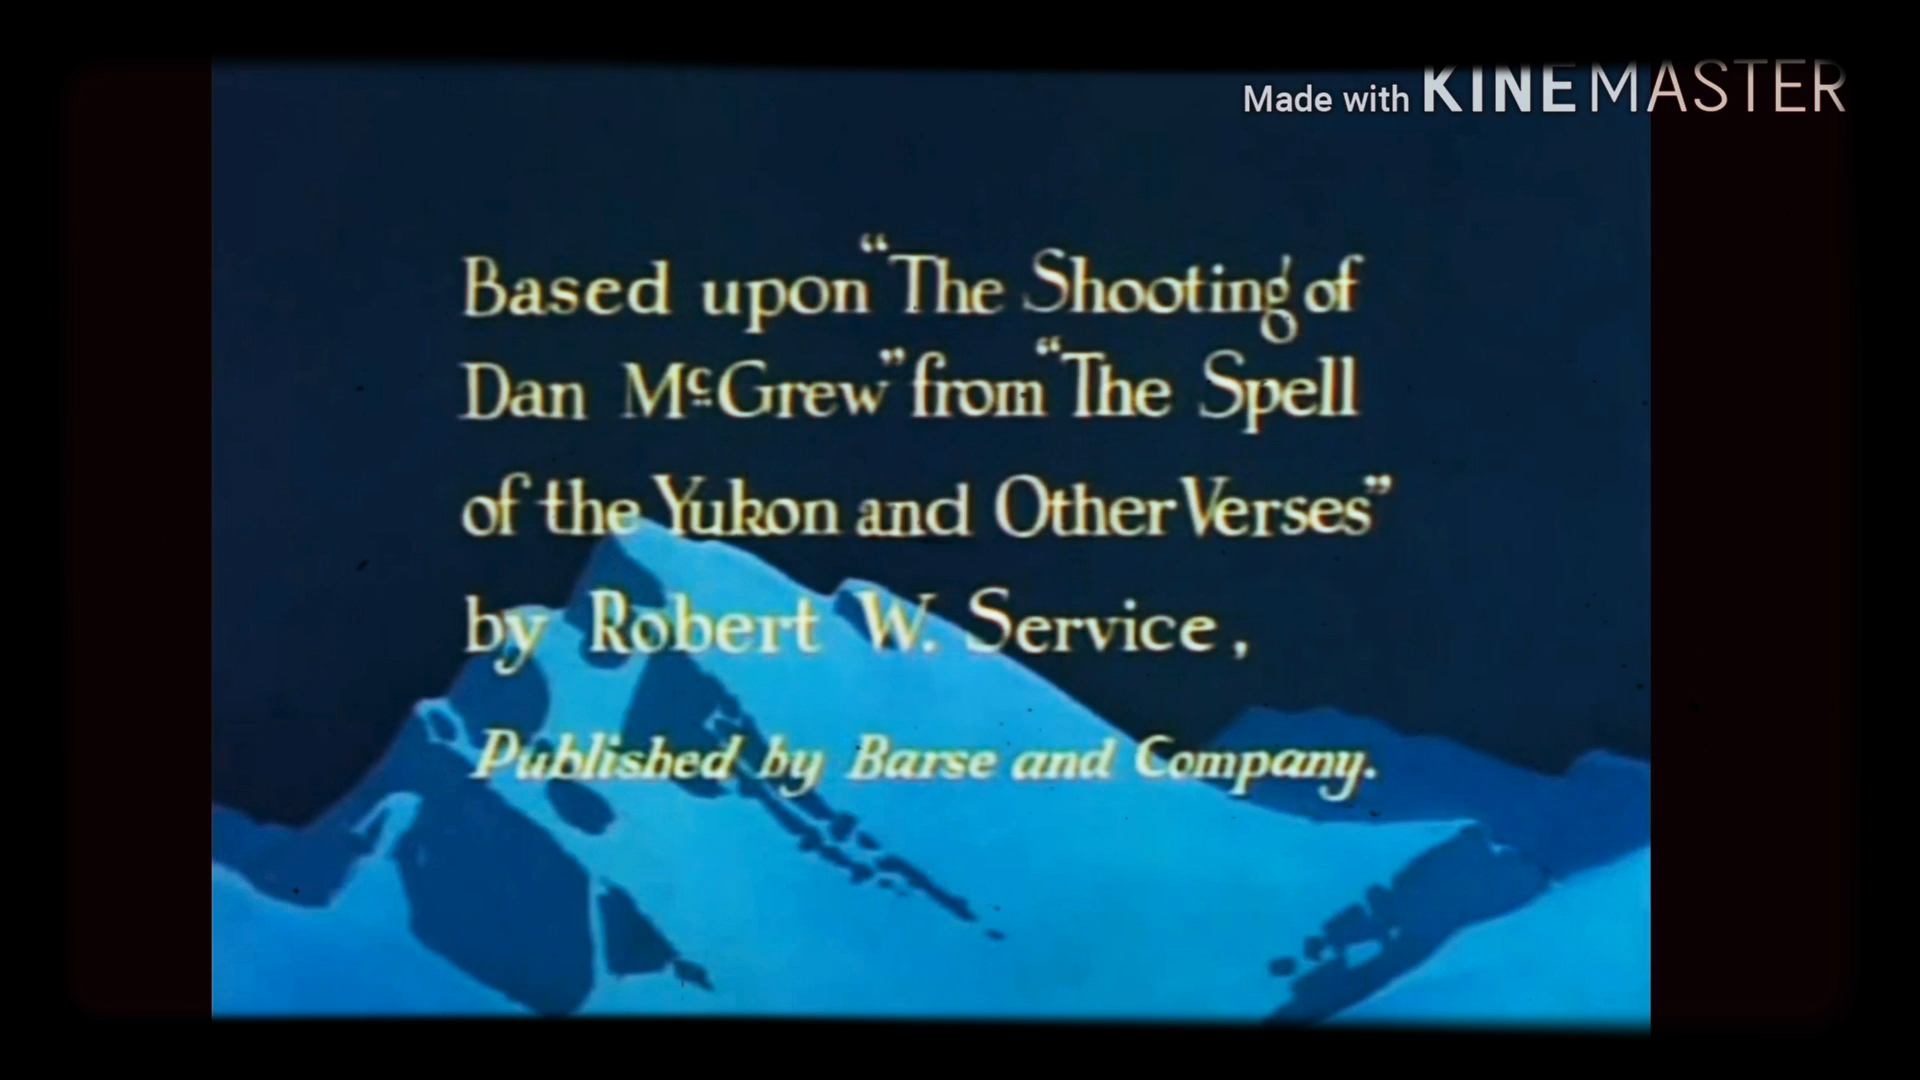 Made with KINEMASTER
Based upon “The Shooting of
Dan McGrew” from “The Spell
of the Yukon and Other Verses”
by Robert W. Service,
Published by Barse and Company.